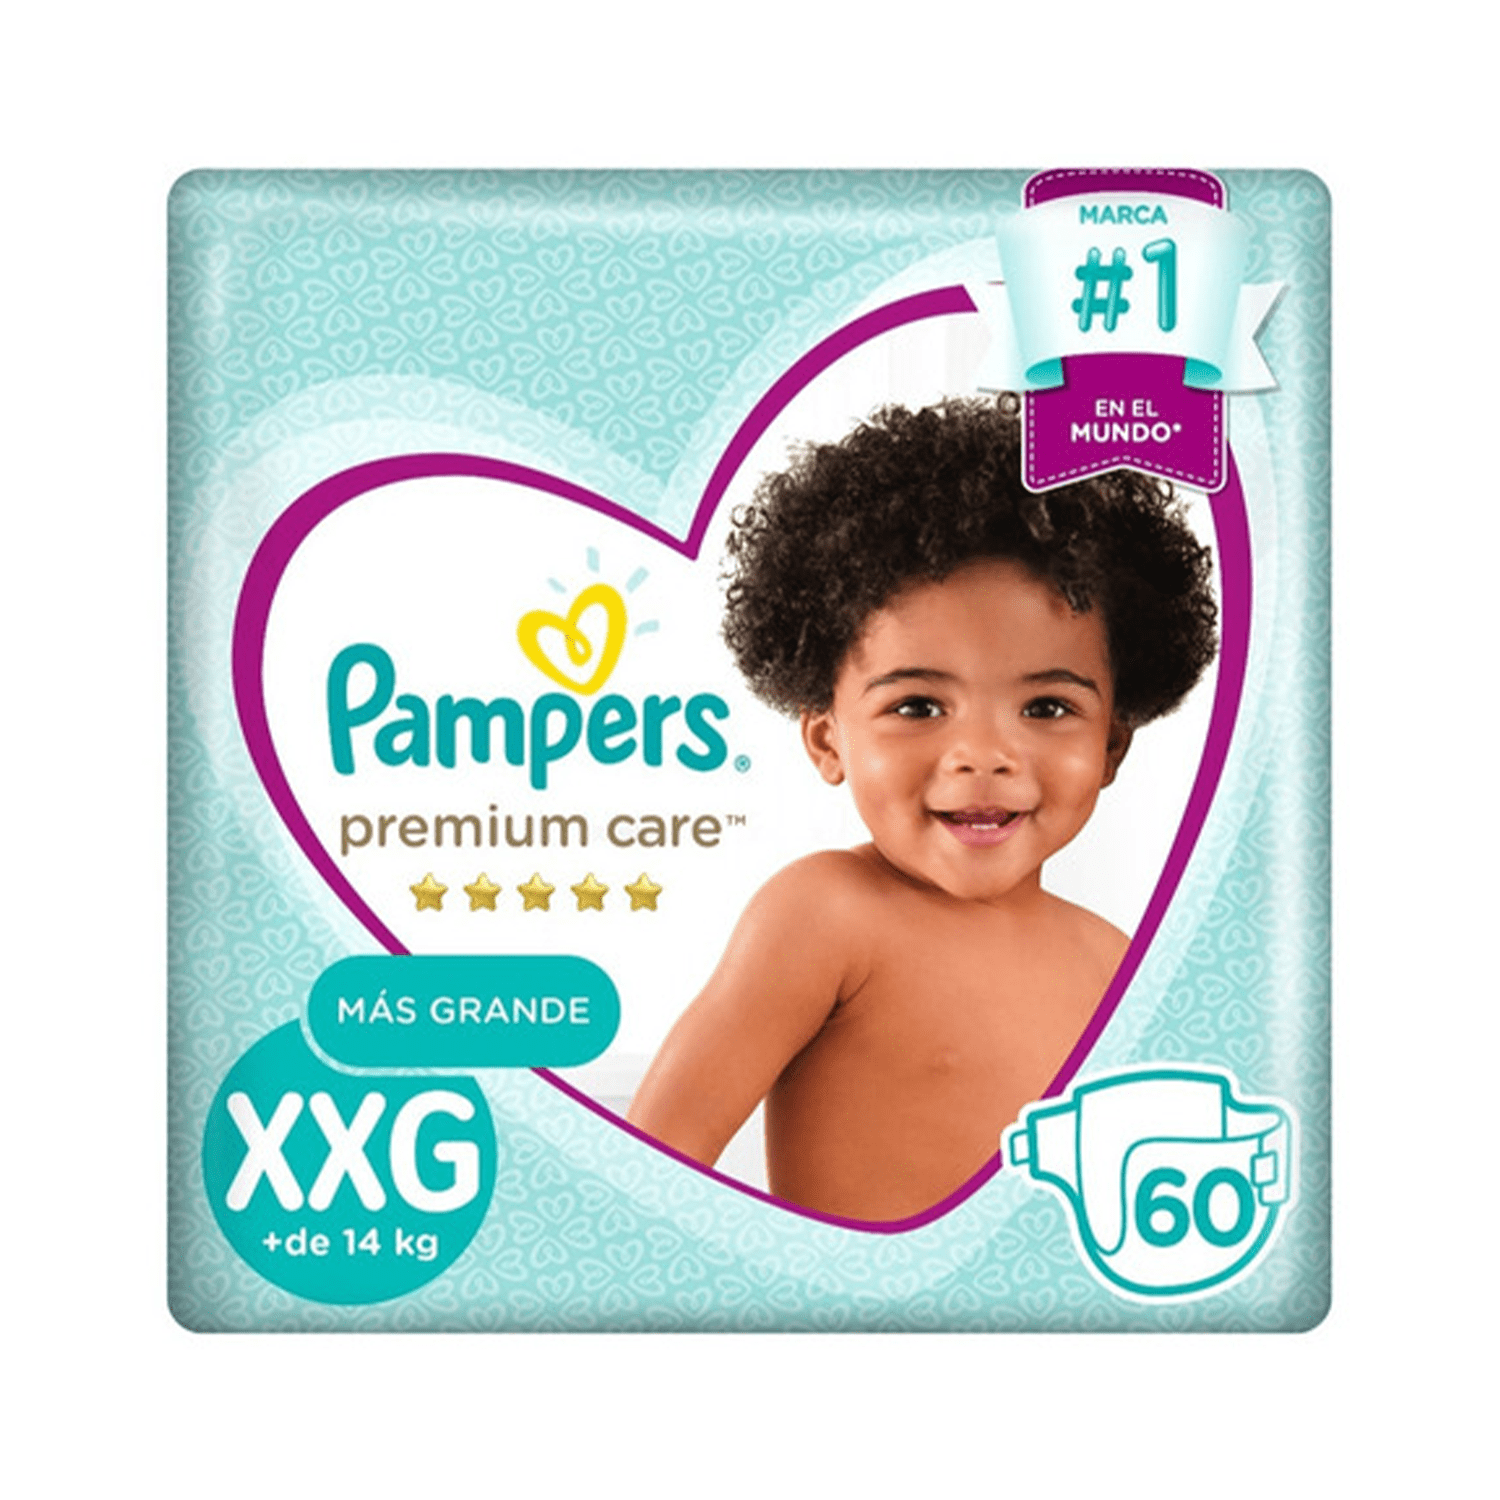 MARCA
#1
EN EL
MUNDO*
Pampers®
premium care™
MÁS GRANDE
XXG
+de 14 kg
60